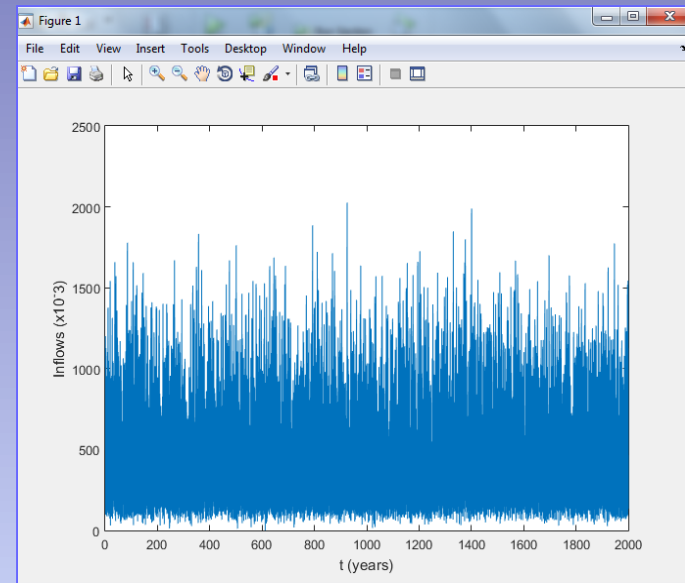 Figure 1
File Edit View Insert Tools Desktop Window Help
2500
2000
1500
1000
500
0
Inflows (x10^-3)
0 200 400 600 800 1000 1200 1400 1600 1800 2000
t (years)